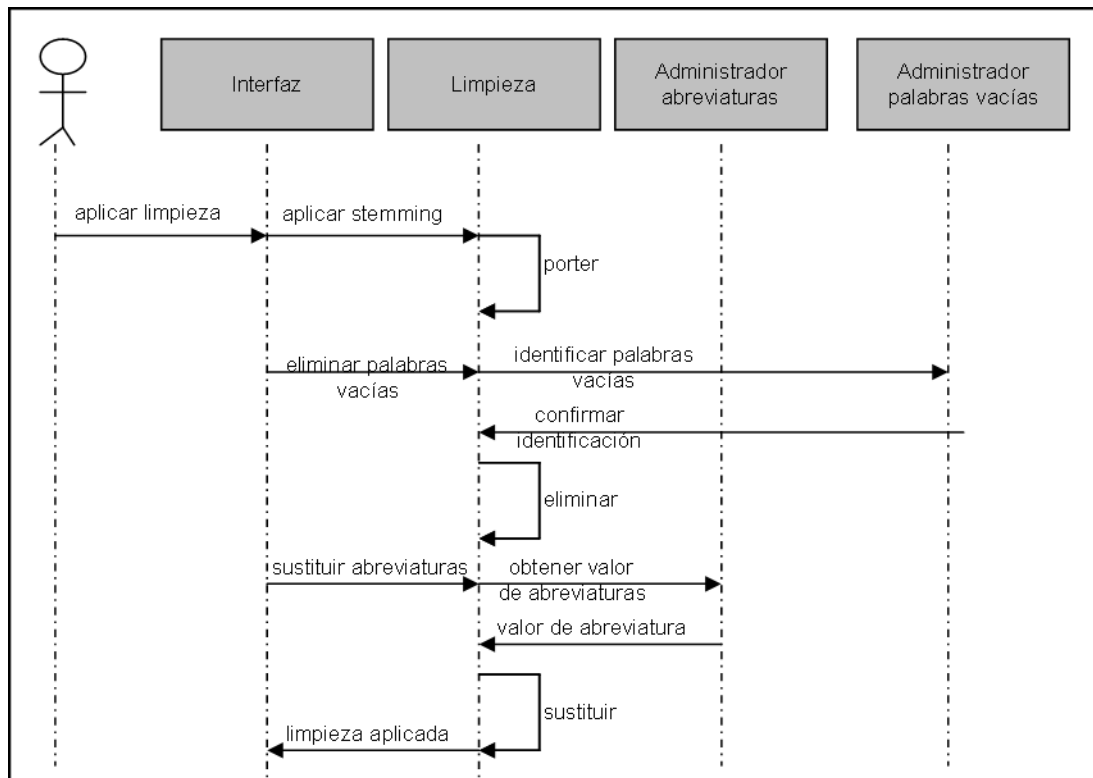 Interfaz
Limpieza
Administrador
abreviaturas
Administrador
palabras vacías
aplicar limpieza
aplicar stemming
porter
eliminar palabras
vacías
identificar palabras
vacías
confirmar
identificación
eliminar
sustituir abreviaturas
obtener valor
de abreviaturas
valor de abreviatura
sustituir
limpieza aplicada